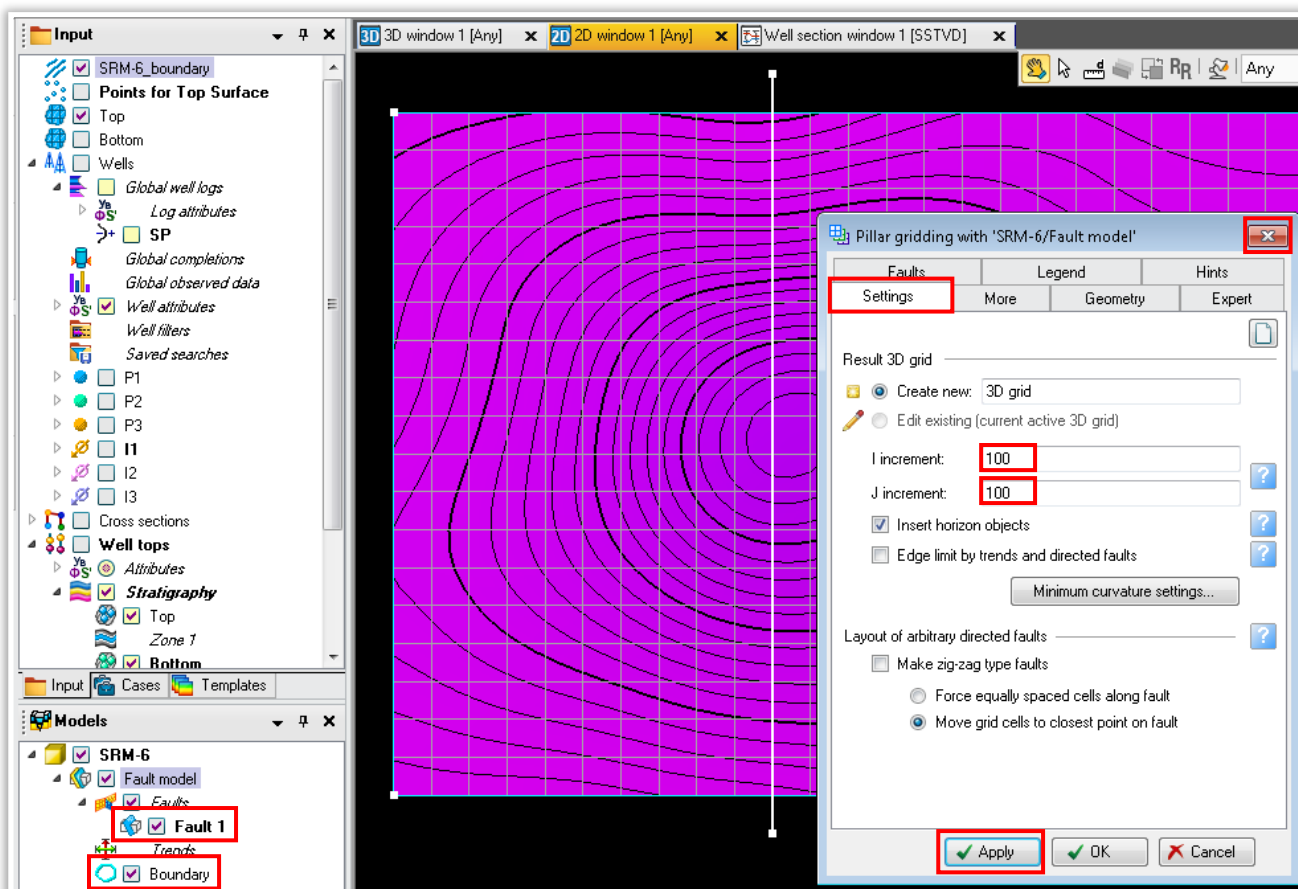 Input
SRM-6_boundary
Points for Top Surface
Top
Bottom
Wells
Global well logs
Log attributes
SP
Global completions
Global observed data
Well attributes
Well filters
Saved searches
P1
P2
P3
I1
I2
I3
Cross sections
Well tops
Attributes
Stratigraphy
Top
Zone 1
Bottom
Input Cases Templates
Models
SRM-6
Fault model
Faults
Fault 1
Trends
Boundary
3D 3D window 1 [Any] 2D 2D window 1 [Any] Well section window 1 [SSTVD]
Any
Pillar gridding with 'SRM-6/Fault model'
Faults Legend Hints
Settings More Geometry Expert
Result 3D grid
Create new: 3D grid
Edit existing (current active 3D grid)
I increment: 100
J increment: 100
Insert horizon objects
Edge limit by trends and directed faults
Minimum curvature settings...
Layout of arbitrary directed faults
Make zig-zag type faults
Force equally spaced cells along fault
Move grid cells to closest point on fault
Apply OK Cancel